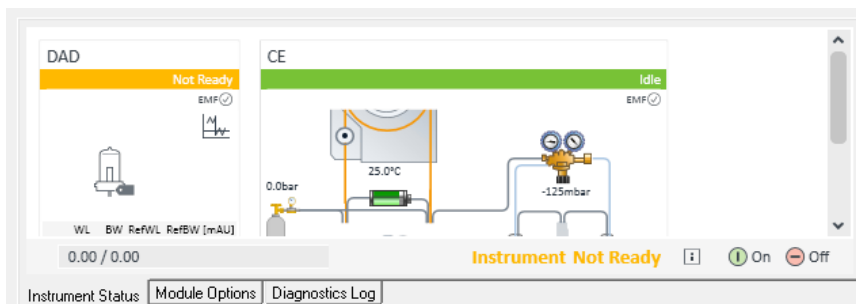 DAD
Not Ready
EMF
WL BW RefWL RefBW [mAU]
CE
Idle
EMF
25.0°C
0.0bar
-125mbar
0.00 / 0.00
Instrument Not Ready
On
Off
Instrument Status
Module Options
Diagnostics Log